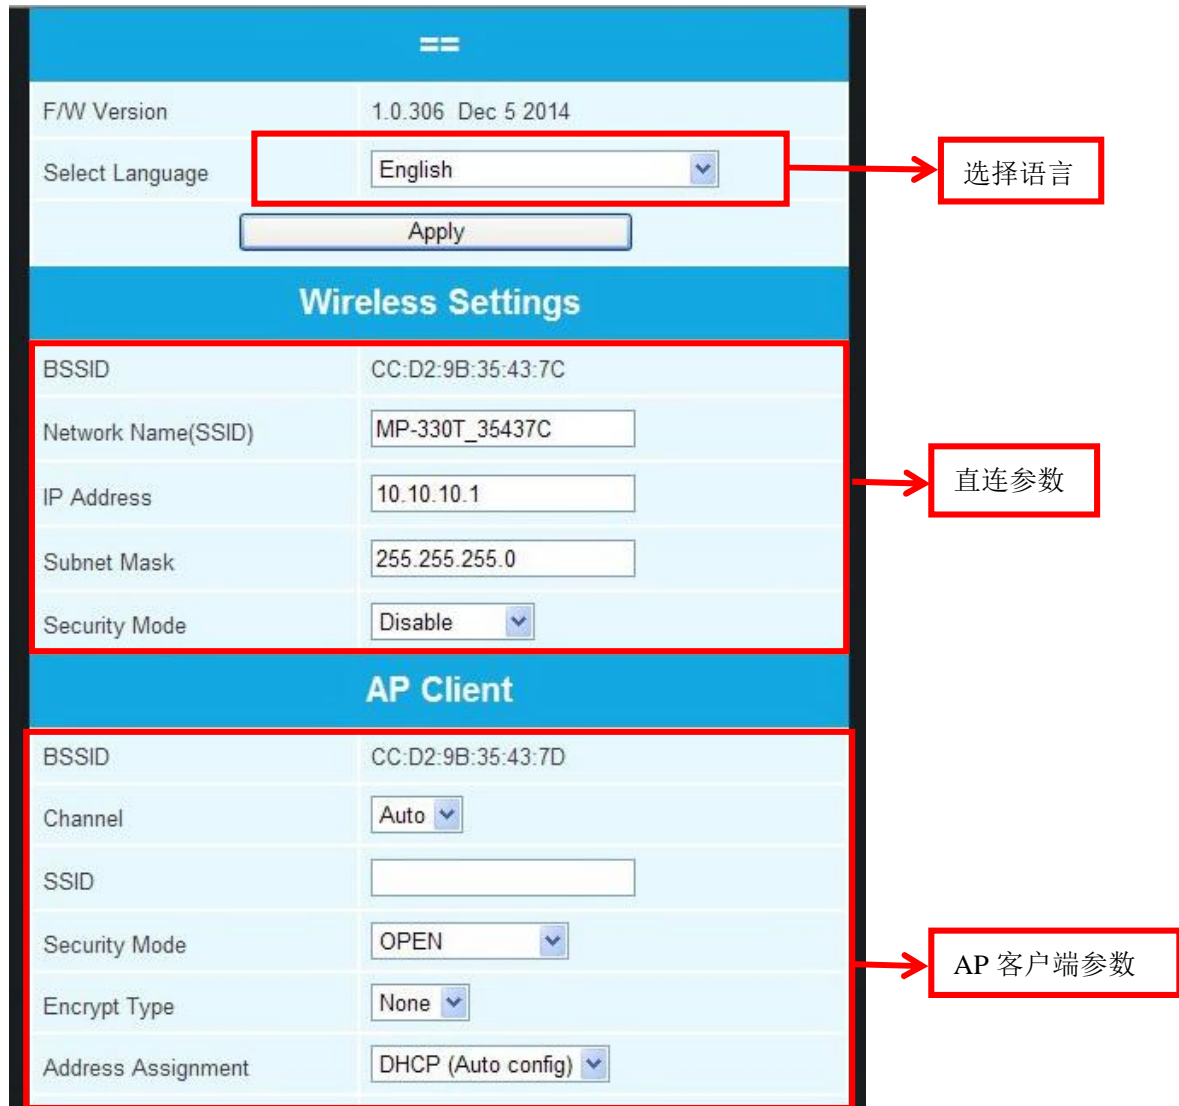 ==
F/W Version 1.0.306 Dec 5 2014
Select Language English
选择语言
Apply
Wireless Settings
BSSID CC:D2:9B:35:43:7C
Network Name(SSID) MP-330T_35437C
IP Address 10.10.10.1
直连参数
Subnet Mask 255.255.255.0
Security Mode Disable
AP Client
BSSID CC:D2:9B:35:43:7D
Channel Auto
SSID
Security Mode OPEN
AP 客户端参数
Encrypt Type None
Address Assignment DHCP (Auto config)